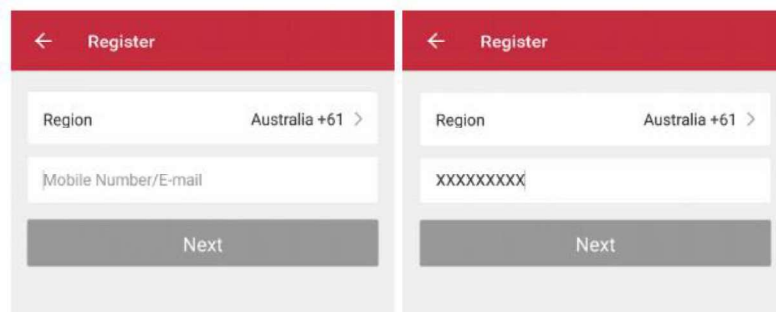 Register
Region Australia +61
Mobile Number/E-mail
Next
Register
Region Australia +61
XXXXXXXXX
Next